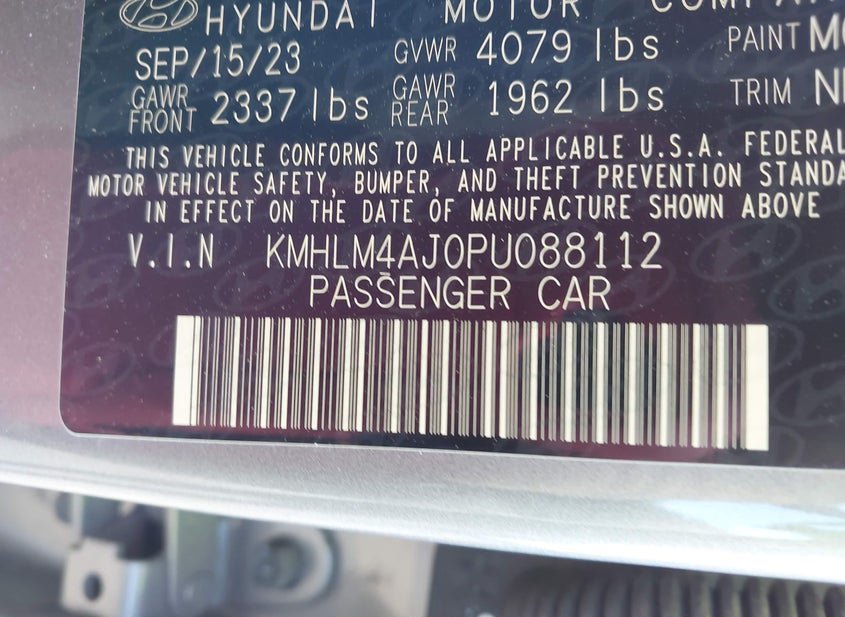 HYUNDAI MOTOR
SEP/15/23 GVWR 4079 lbs PAINT
GAWR FRONT 2337 lbs GAWR REAR 1962 lbs TRIM
THIS VEHICLE CONFORMS TO ALL APPLICABLE U.S.A. FEDERAL
MOTOR VEHICLE SAFETY, BUMPER, AND THEFT PREVENTION STANDA
IN EFFECT ON THE DATE OF MANUFACTURE SHOWN ABOVE
V.I.N KMHLM4AJ0PU088112
PASSENGER CAR